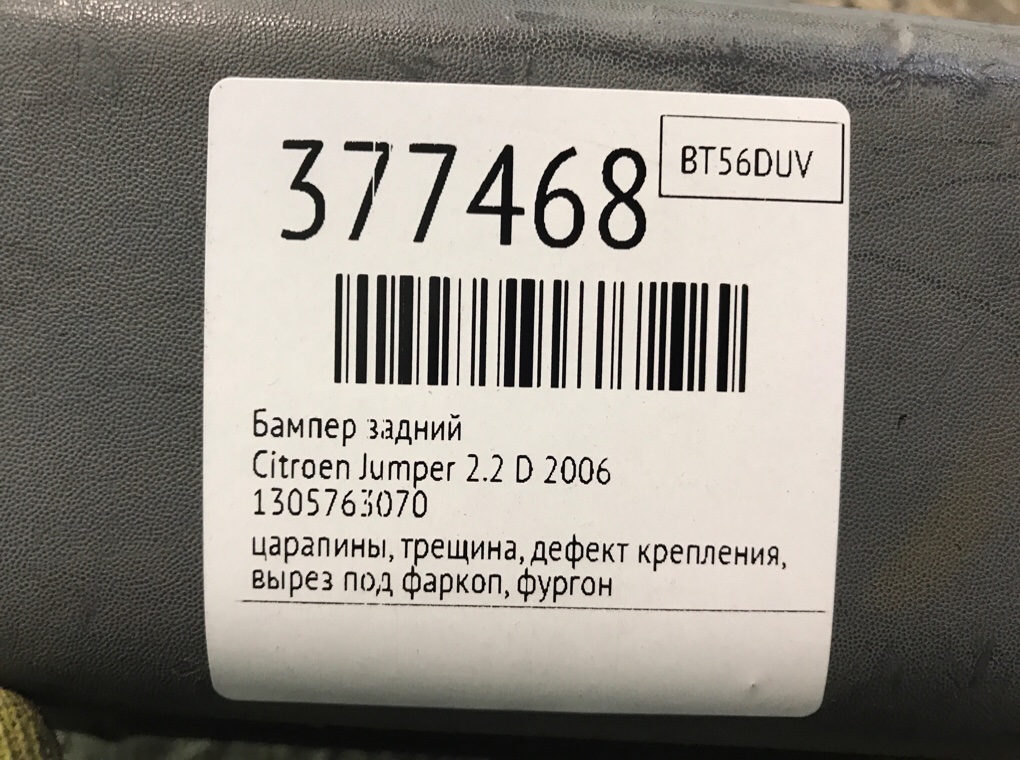 377468
BT56DUV
Бампер задний
Citroen Jumper 2.2 D 2006
1305763070
царапины, трещина, дефект крепления,
вырез под фаркоп, фургон